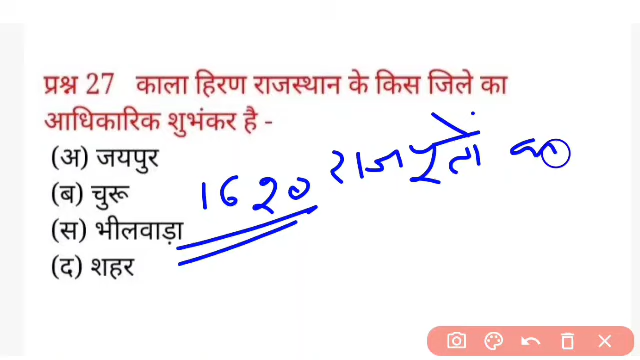 प्रश्न 27 काला हिरण राजस्थान के किस जिले का
आधिकारिक शुभंकर है -
(अ) जयपुर
(ब) चुरू
(स) भीलवाड़ा
(द) शहर
1620 राजपूतों का